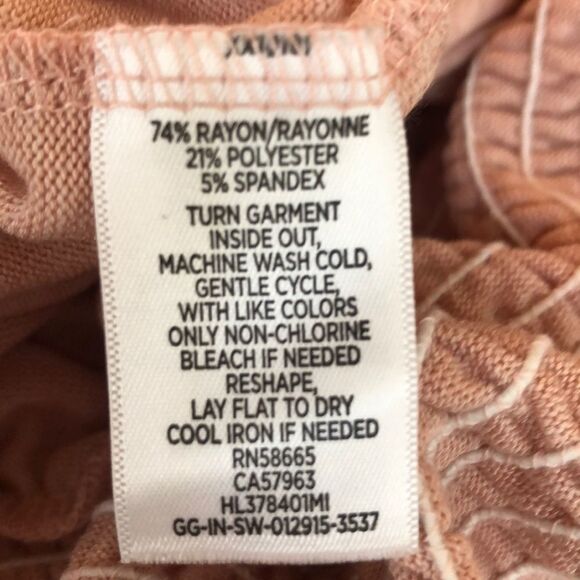 74% RAYON/RAYONNE
21% POLYESTER
5% SPANDEX
TURN GARMENT
INSIDE OUT,
MACHINE WASH COLD,
GENTLE CYCLE,
WITH LIKE COLORS
ONLY NON-CHLORINE
BLEACH IF NEEDED
RESHAPE,
LAY FLAT TO DRY
COOL IRON IF NEEDED
RN58665
CA57963
HL378401MI
GG-IN-SW-012915-3537